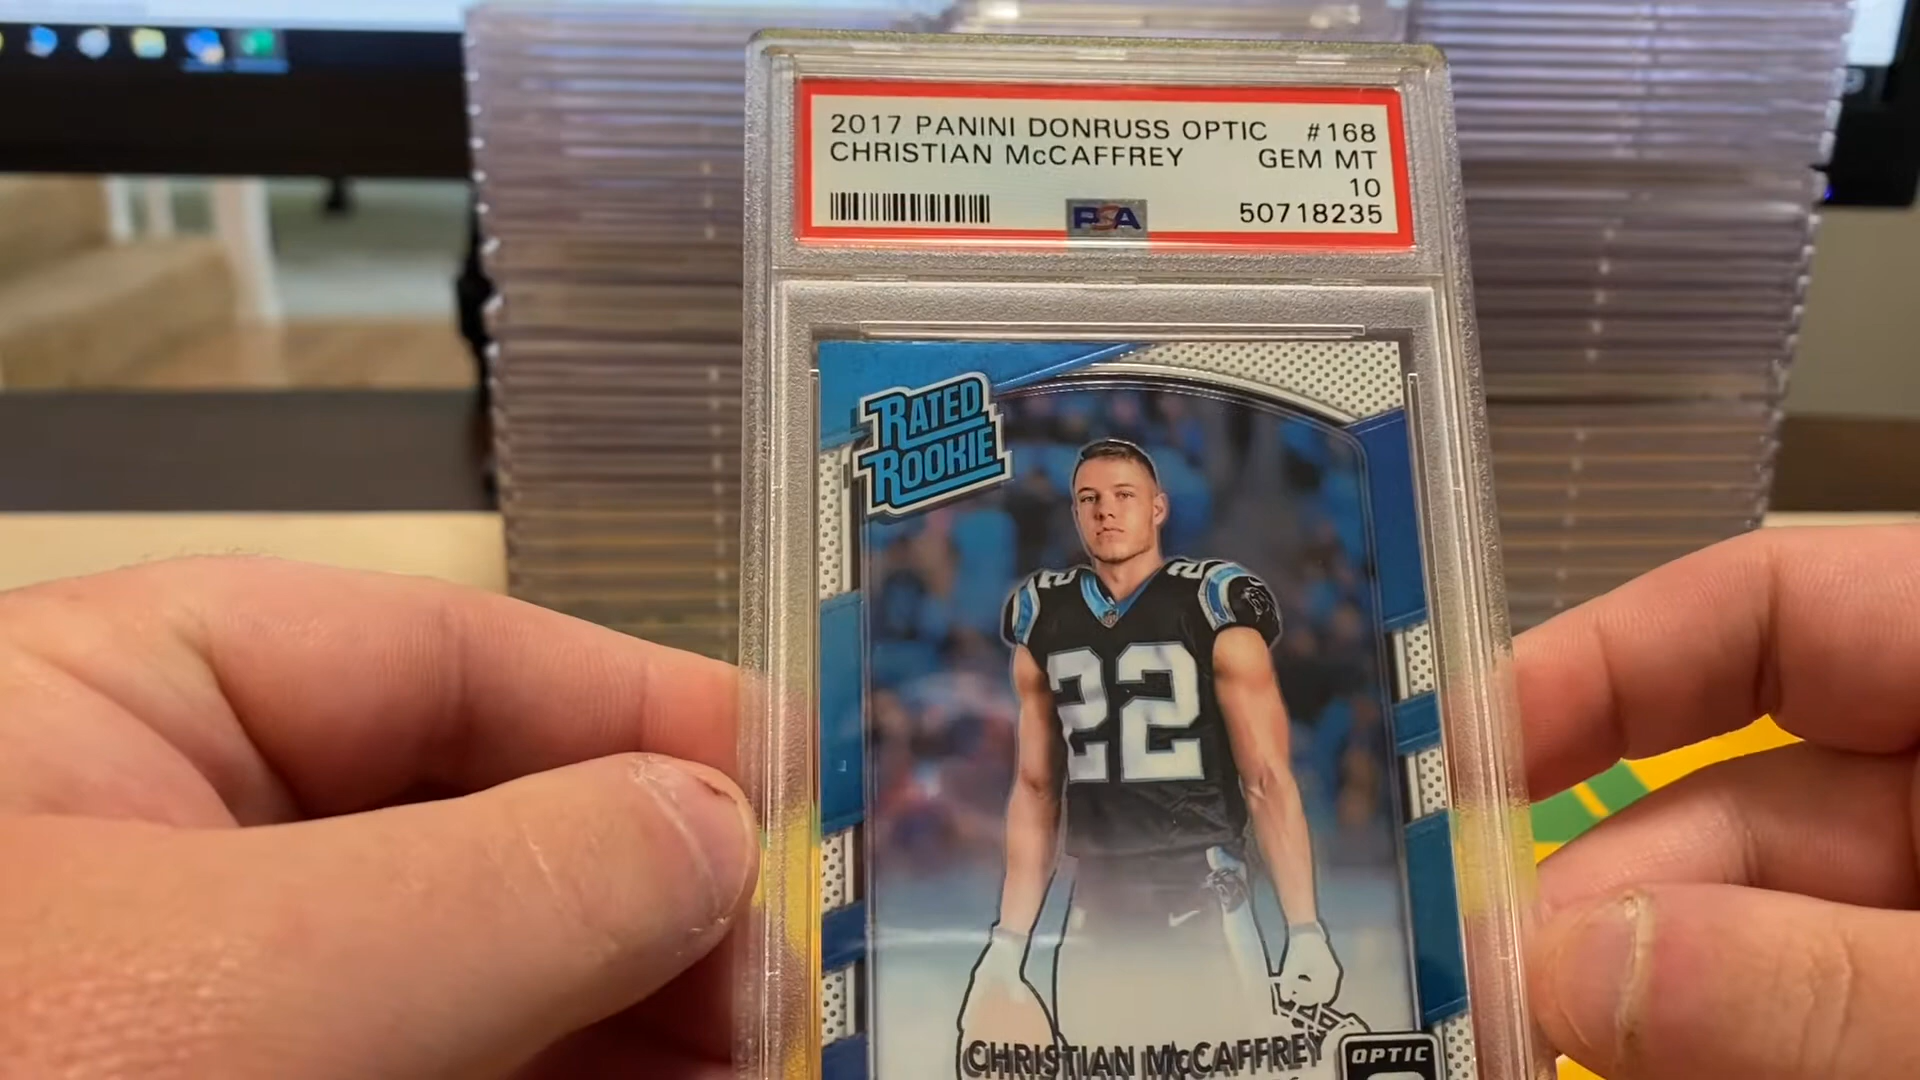 2017 PANINI DONRUSS OPTIC #168
CHRISTIAN McCAFFREY GEM MT
10
PSA 50718235
RATED
ROOKIE
22 22
22
CHRISTIAN McCAFFREY
OPTIC